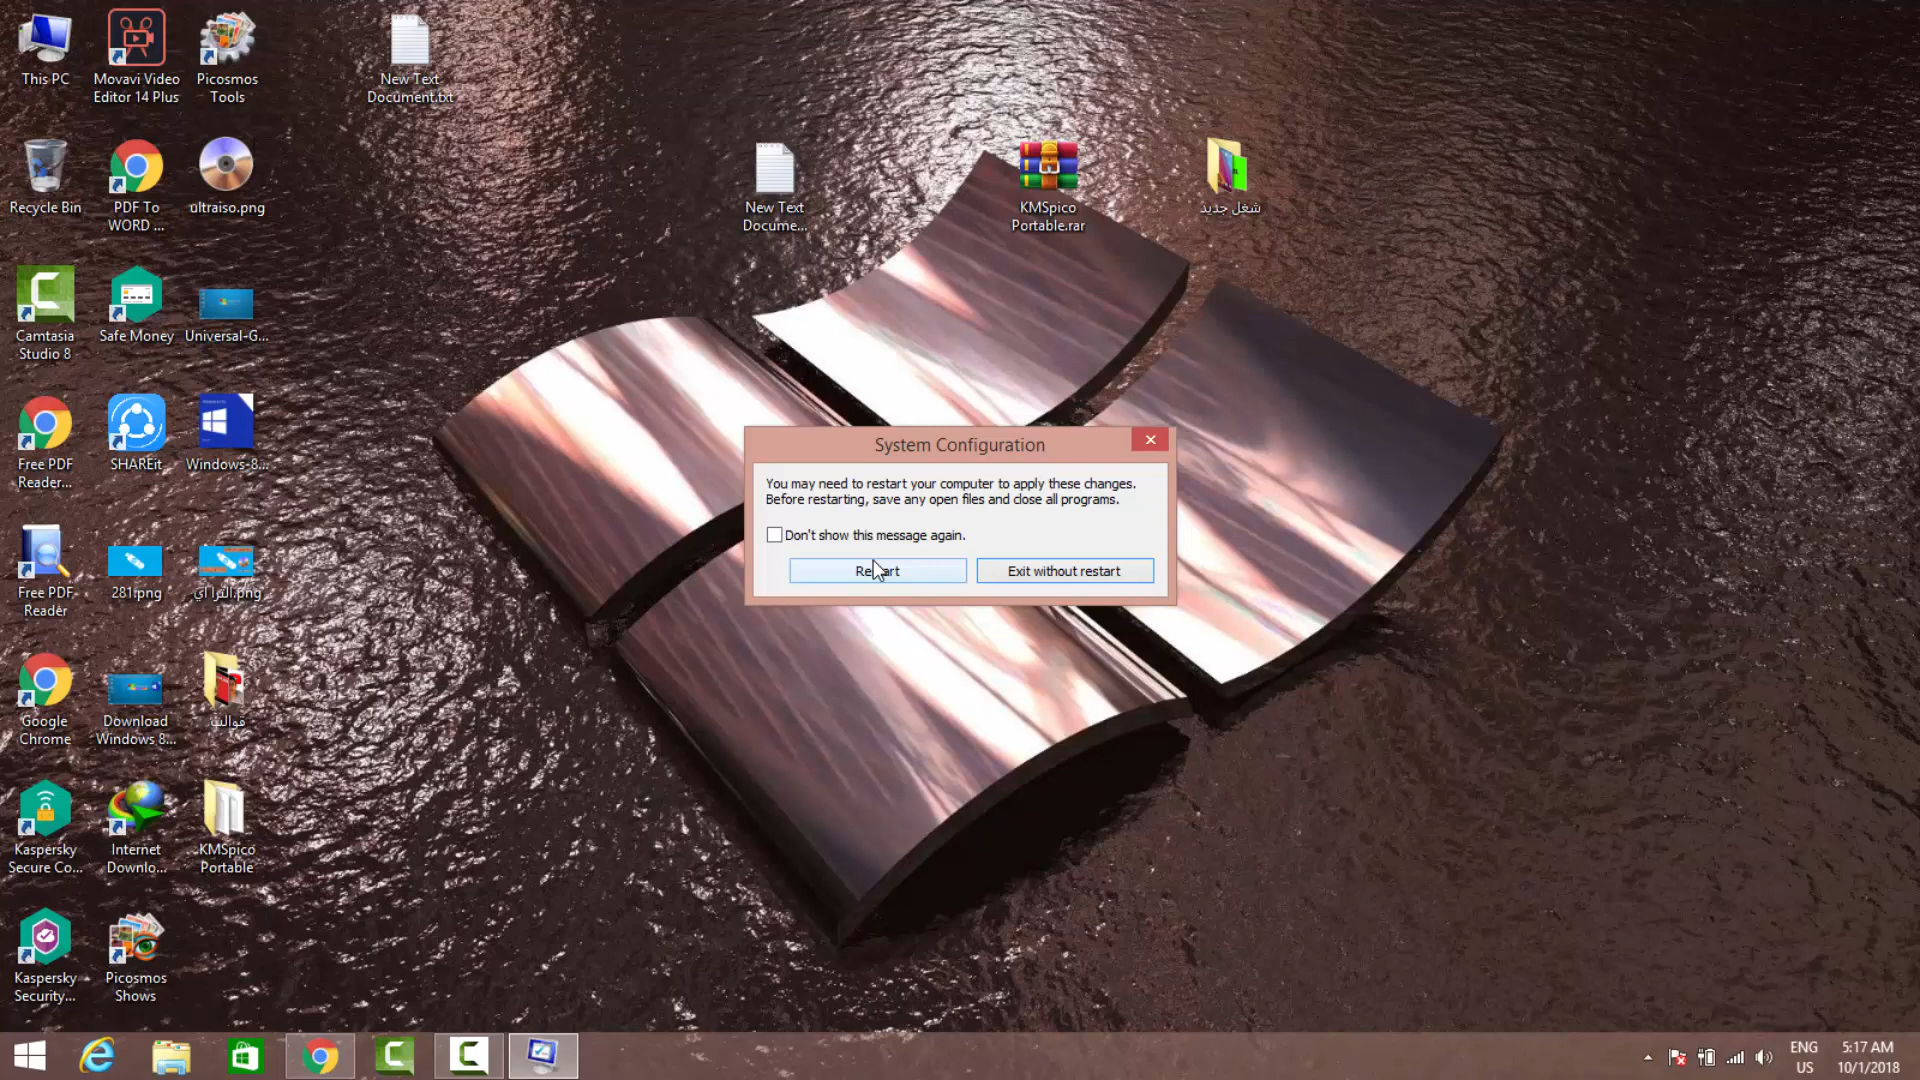 This PC
Movavi Video
Editor 14 Plus
Picosmos
Tools
New Text
Document.txt
Recycle Bin
PDF To
WORD ...
ultraiso.png
New Text
Docume...
KMSpico
Portable.rar
شغل جديد
Camtasia
Studio 8
Safe Money
Universal-G...
Free PDF
Reader...
SHAREit
Windows-8...
System Configuration
You may need to restart your computer to apply these changes.
Before restarting, save any open files and close all programs.
Don't show this message again.
Exit without restart
Free PDF
Reader
281.png
الترا اي.png
Google
Chrome
Download
Windows 8...
قوالب
Kaspersky
Secure Co...
Internet
Downlo...
KMSpico
Portable
Kaspersky
Security...
Picosmos
Shows
ENG
US
5:17 AM
10/1/2018